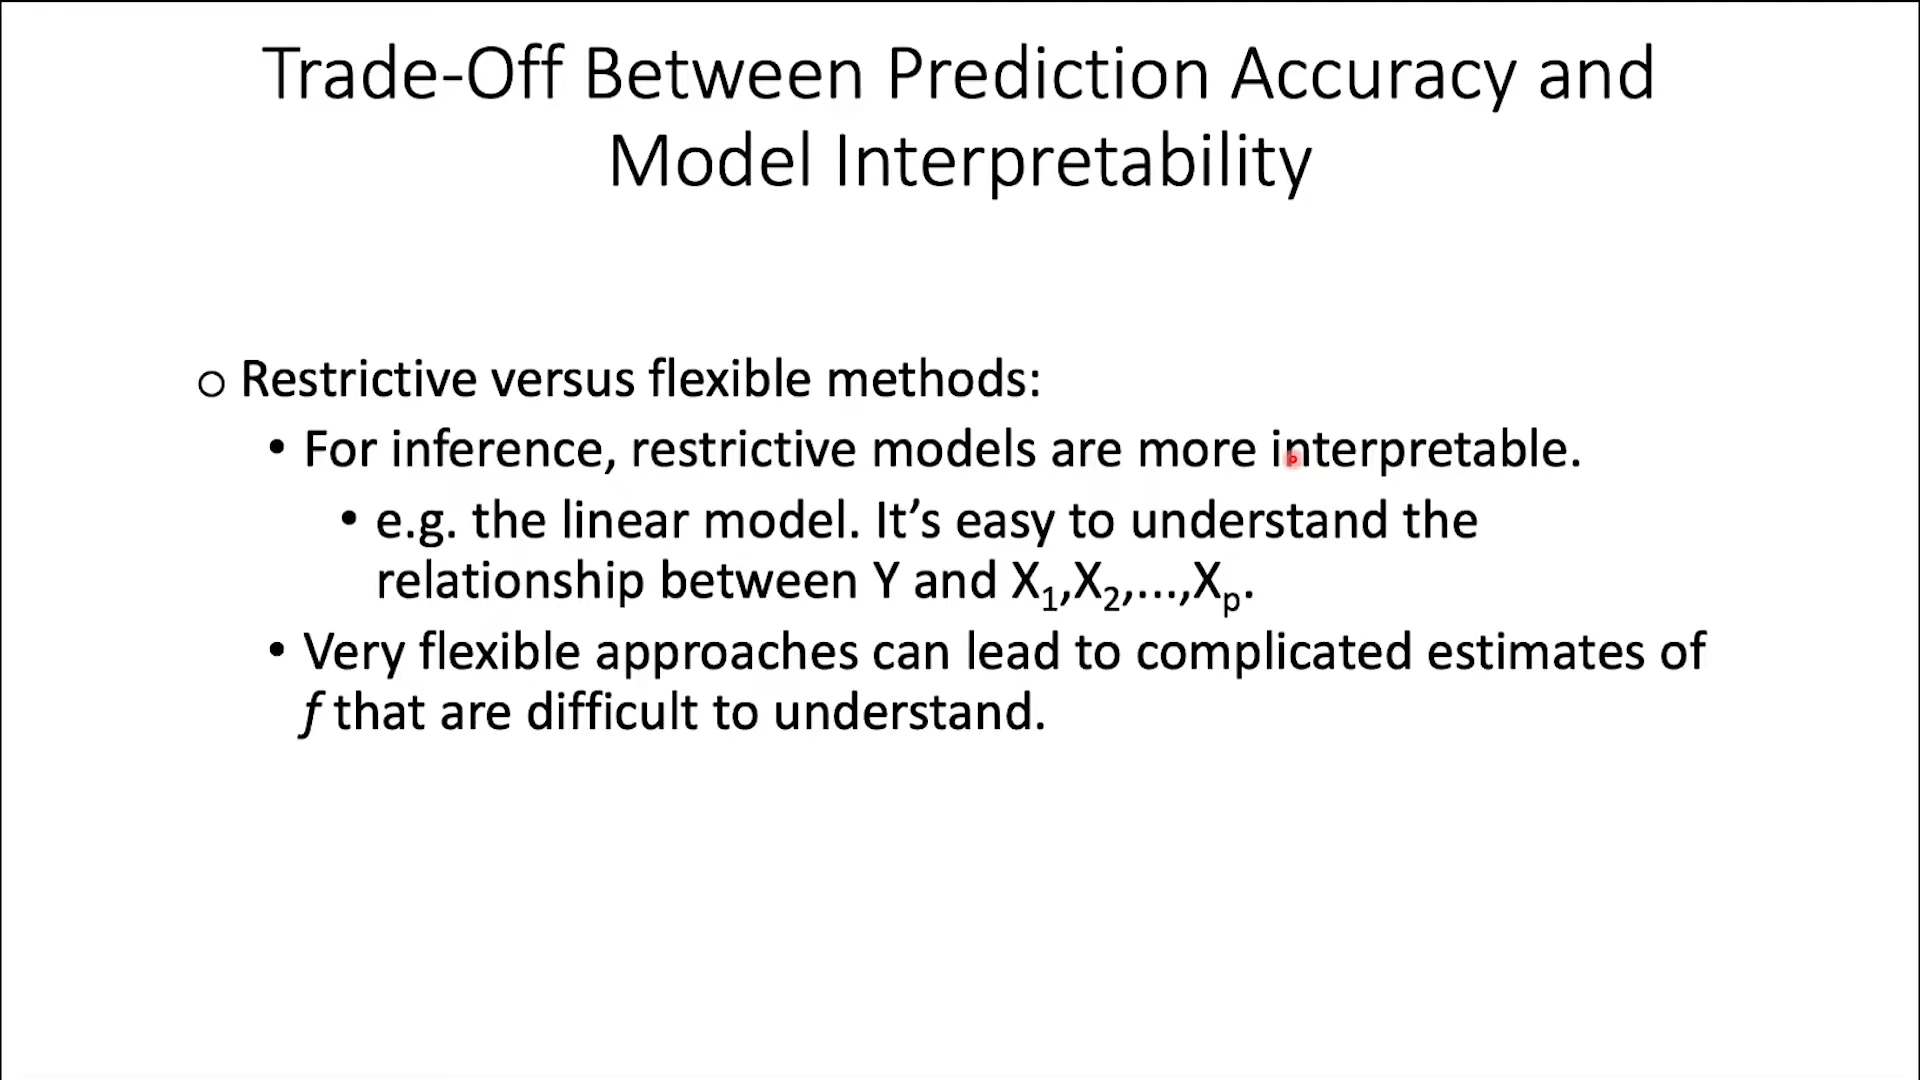 Trade-Off Between Prediction Accuracy and
Model Interpretability
○ Restrictive versus flexible methods:
• For inference, restrictive models are more interpretable.
• e.g. the linear model. It’s easy to understand the
relationship between Y and X₁,X₂,...,Xₚ.
• Very flexible approaches can lead to complicated estimates of
f that are difficult to understand.